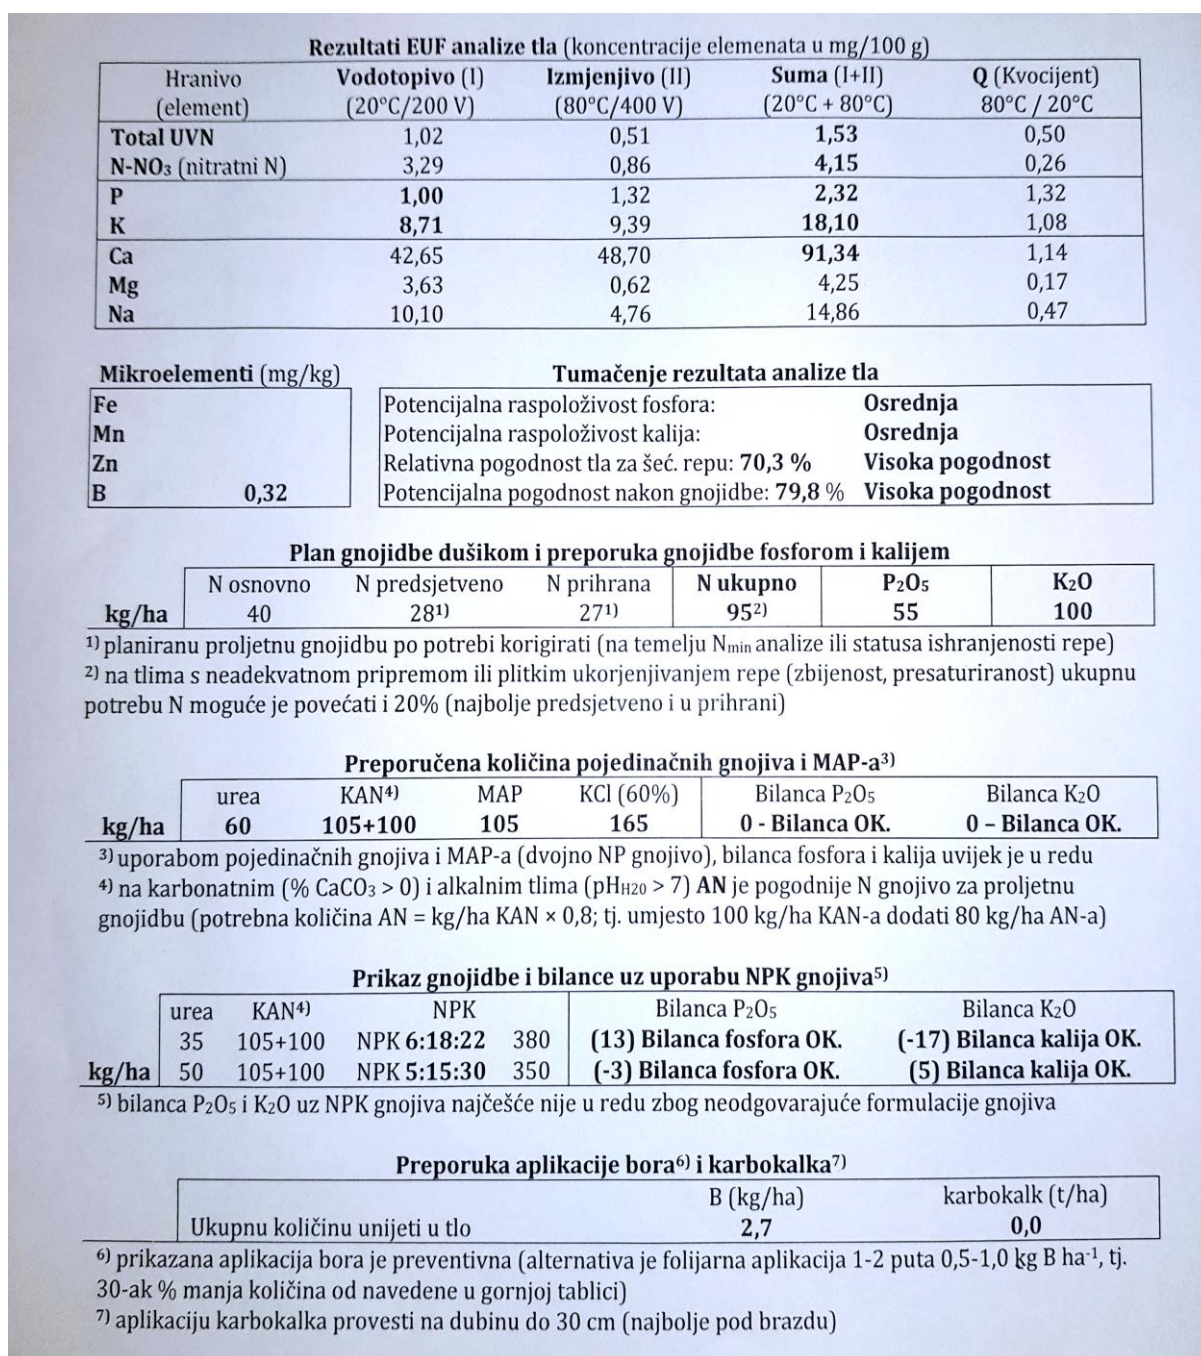 Rezultati EUF analize tla (koncentracije elemenata u mg/100 g)
Hranivo Vodotopivo (I) Izmjenjivo (II) Suma (I+II) Q (Kvocijent)
(element) (20°C/200 V) (80°C/400 V) (20°C + 80°C) 80°C / 20°C
Total UVN 1,02 0,51 1,53 0,50
N-NO₃ (nitratni N) 3,29 0,86 4,15 0,26
P 1,00 1,32 2,32 1,32
K 8,71 9,39 18,10 1,08
Ca 42,65 48,70 91,34 1,14
Mg 3,63 0,62 4,25 0,17
Na 10,10 4,76 14,86 0,47
Mikroelementi (mg/kg) Tumačenje rezultata analize tla
Fe Potencijalna raspoloživost fosfora: Osrednja
Mn Potencijalna raspoloživost kalija: Osrednja
Zn Relativna pogodnost tla za šeć. repu: 70,3 % Visoka pogodnost
B 0,32 Potencijalna pogodnost nakon gnojidbe: 79,8 % Visoka pogodnost
Plan gnojidbe dušikom i preporuka gnojidbe fosforom i kalijem
N osnovno N predsjetveno N prihrana N ukupno P₂O₅ K₂O
kg/ha 40 28¹⁾ 27¹⁾ 95²⁾ 55 100
¹⁾ planiranu proljetnu gnojidbu po potrebi korigirati (na temelju Nmin analize ili statusa ishranjenosti repe)
²⁾ na tlima s neadekvatnom pripremom ili plitkim ukorjenjivanjem repe (zbijenost, presaturiranost) ukupnu
potrebu N moguće je povećati i 20% (najbolje predsjetveno i u prihrani)
Preporučena količina pojedinačnih gnojiva i MAP-a³⁾
urea KAN⁴⁾ MAP KCl (60%) Bilanca P₂O₅ Bilanca K₂O
kg/ha 60 105+100 105 165 0 - Bilanca OK. 0 – Bilanca OK.
³⁾ uporabom pojedinačnih gnojiva i MAP-a (dvojno NP gnojivo), bilanca fosfora i kalija uvijek je u redu
⁴⁾ na karbonatnim (% CaCO₃ > 0) i alkalnim tlima (pHH20 > 7) AN je pogodnije N gnojivo za proljetnu
gnojidbu (potrebna količina AN = kg/ha KAN × 0,8; tj. umjesto 100 kg/ha KAN-a dodati 80 kg/ha AN-a)
Prikaz gnojidbe i bilance uz uporabu NPK gnojiva⁵⁾
urea KAN⁴⁾ NPK Bilanca P₂O₅ Bilanca K₂O
35 105+100 NPK 6:18:22 380 (13) Bilanca fosfora OK. (-17) Bilanca kalija OK.
kg/ha 50 105+100 NPK 5:15:30 350 (-3) Bilanca fosfora OK. (5) Bilanca kalija OK.
⁵⁾ bilanca P₂O₅ i K₂O uz NPK gnojiva najčešće nije u redu zbog neodgovarajuće formulacije gnojiva
Preporuka aplikacije bora⁶⁾ i karbokalka⁷⁾
B (kg/ha) karbokalk (t/ha)
Ukupnu količinu unijeti u tlo 2,7 0,0
⁶⁾ prikazana aplikacija bora je preventivna (alternativa je folijarna aplikacija 1-2 puta 0,5-1,0 kg B ha⁻¹, tj.
30-ak % manja količina od navedene u gornjoj tablici)
⁷⁾ aplikaciju karbokalka provesti na dubinu do 30 cm (najbolje pod brazdu)